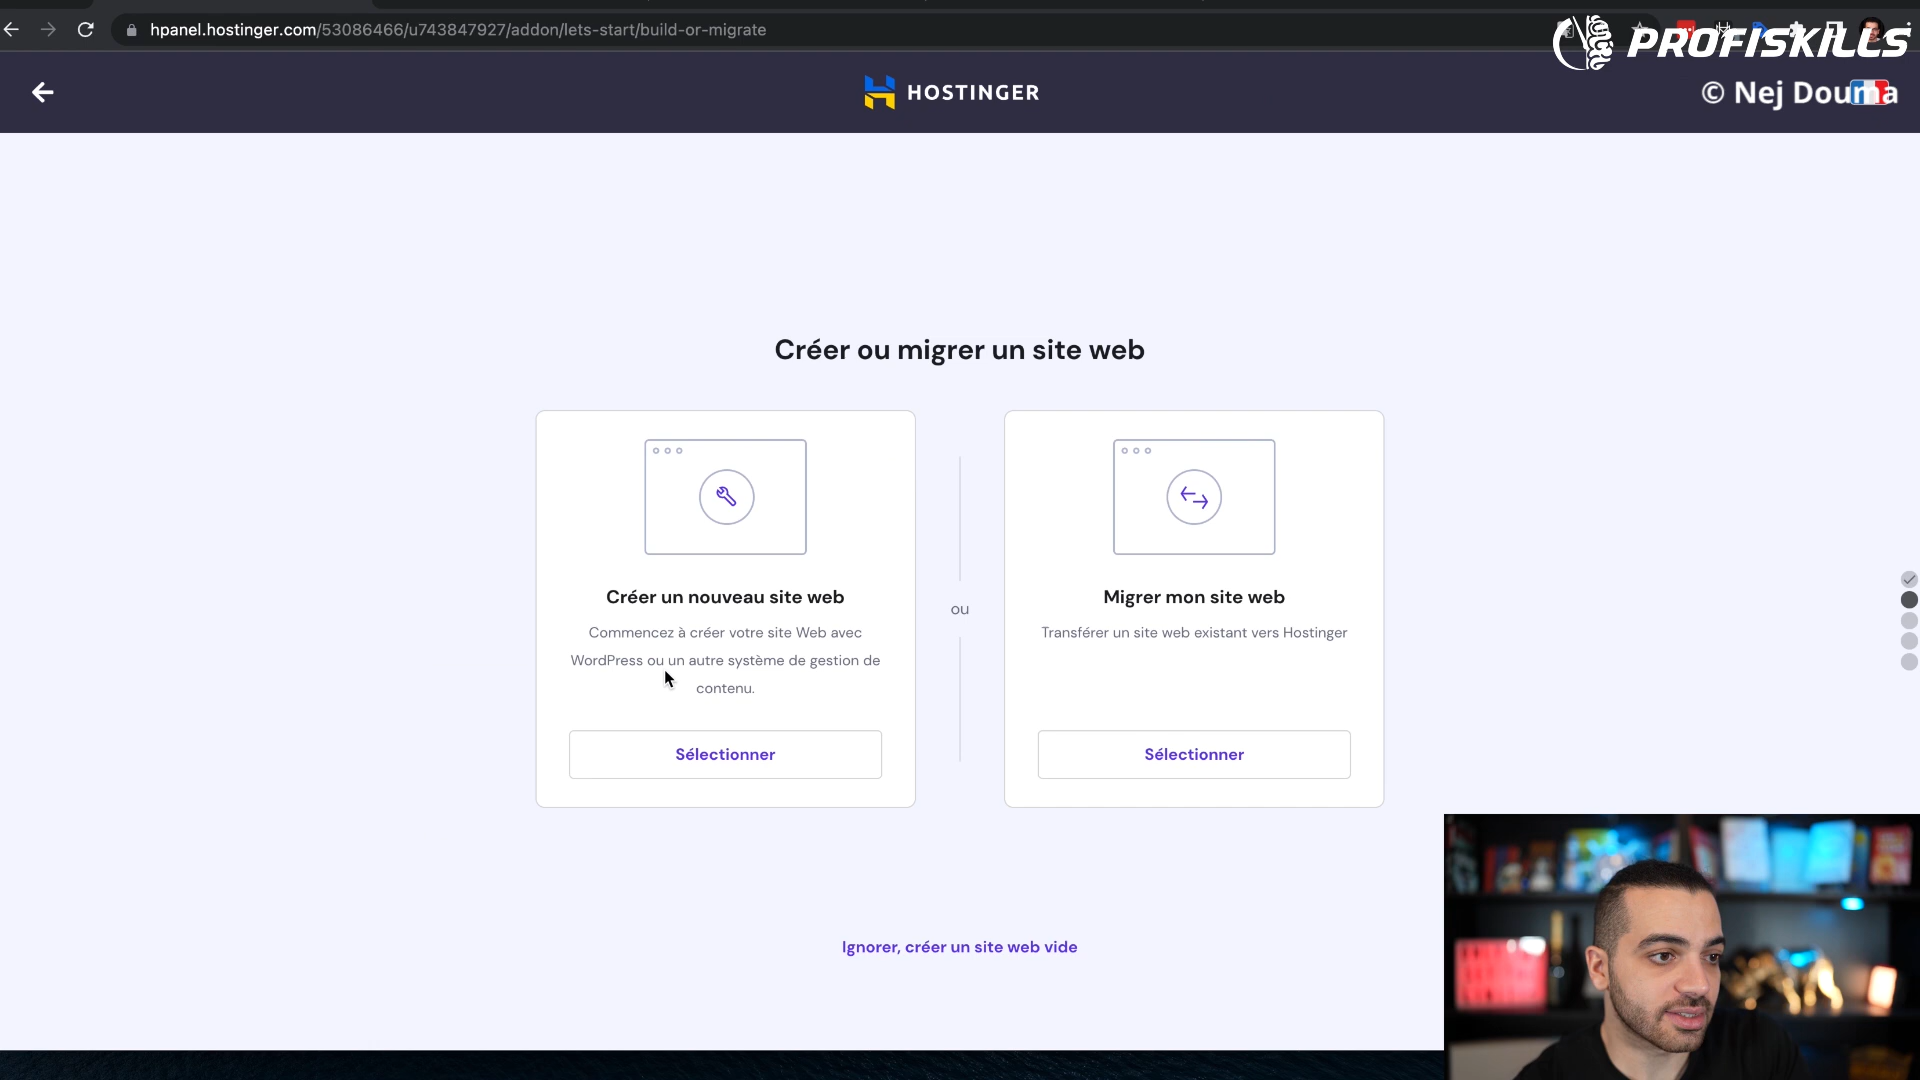 hpanel.hostinger.com/53086466/u743847927/addon/lets-start/build-or-migrate
PROFISKILLS
HOSTINGER
© Nej Douma
Créer ou migrer un site web
Créer un nouveau site web
Commencez à créer votre site Web avec
WordPress ou un autre système de gestion de
contenu.
Sélectionner
ou
Migrer mon site web
Transférer un site web existant vers Hostinger
Sélectionner
Ignorer, créer un site web vide